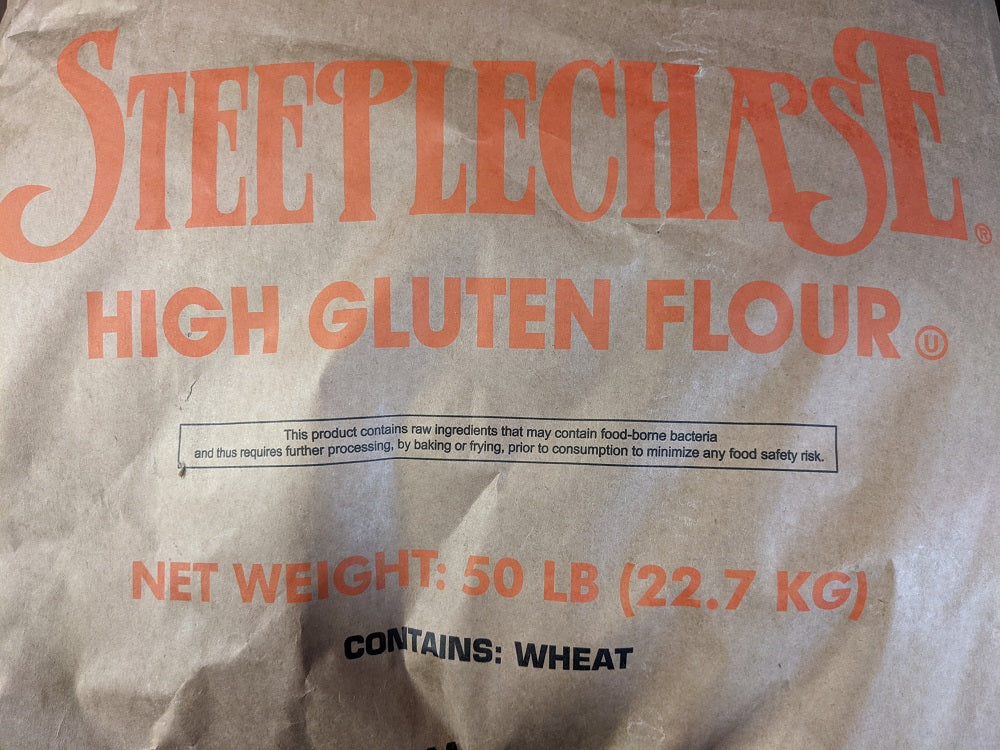 STEEPLECHASE®
HIGH GLUTEN FLOUR Ⓤ
This product contains raw ingredients that may contain food-borne bacteria
and thus requires further processing, by baking or frying, prior to consumption to minimize any food safety risk.
NET WEIGHT: 50 LB (22.7 KG)
CONTAINS: WHEAT